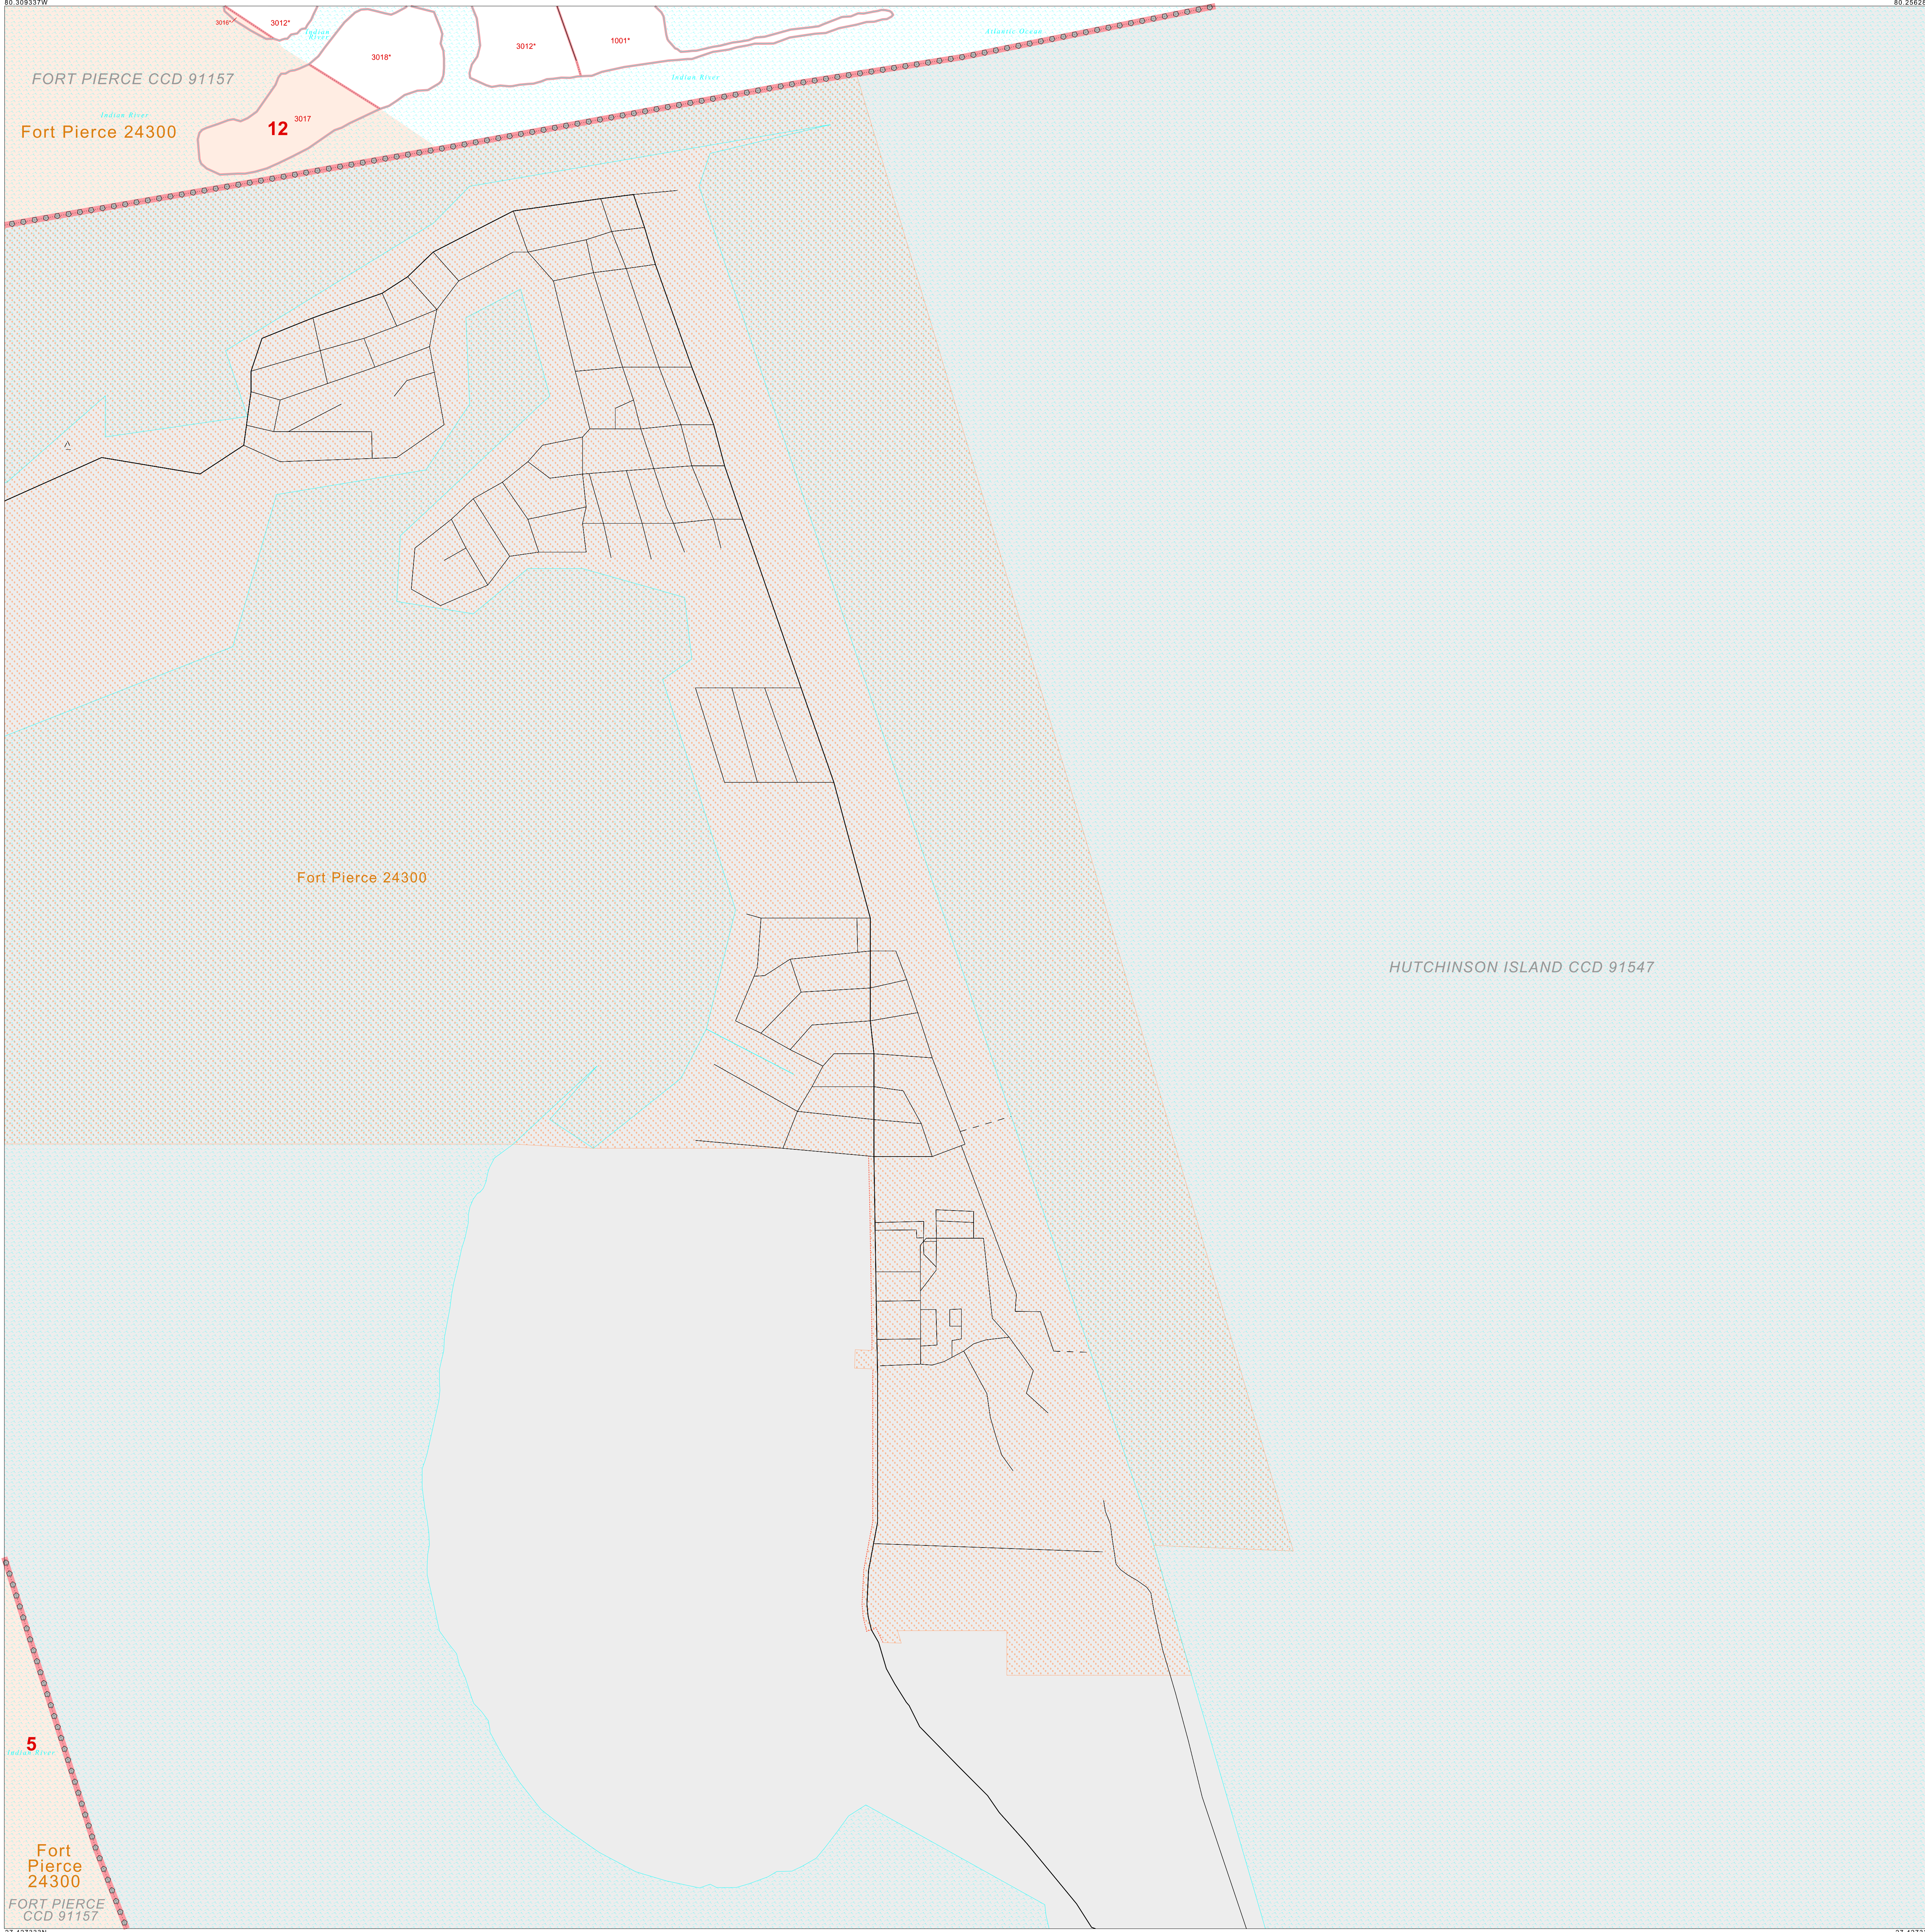 80.309337W
80.25628
3016*
3012*
Indian
River
3018*
3012*
1001*
Atlantic Ocean
Indian River
FORT PIERCE CCD 91157
Indian River
Fort Pierce 24300
12
3017
Fort Pierce 24300
HUTCHINSON ISLAND CCD 91547
5
Indian River
Fort
Pierce
24300
FORT PIERCE
CCD 91157